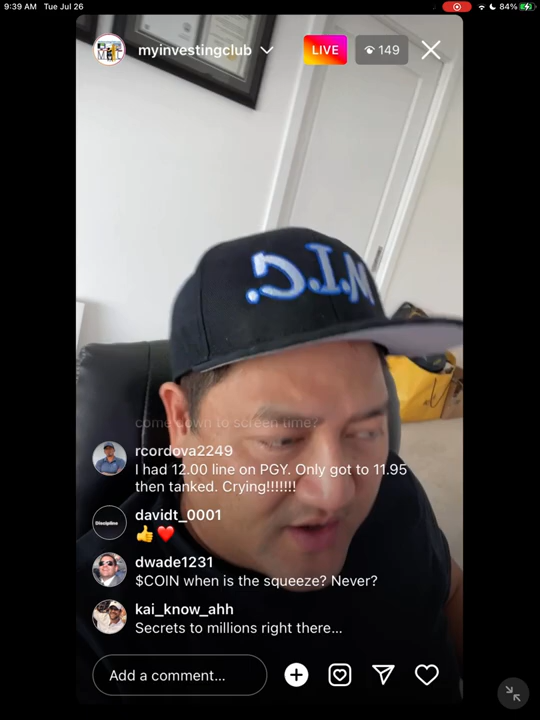 9:39 AM Tue Jul 26
84%
myinvestingclub
LIVE
149
M.I.C.
come down to screen time?
rcordova2249
I had 12.00 line on PGY. Only got to 11.95
then tanked. Crying!!!!!!!
davidt_0001
Discipline
👍❤️
dwade1231
$COIN when is the squeeze? Never?
kai_know_ahh
Secrets to millions right there...
Add a comment...